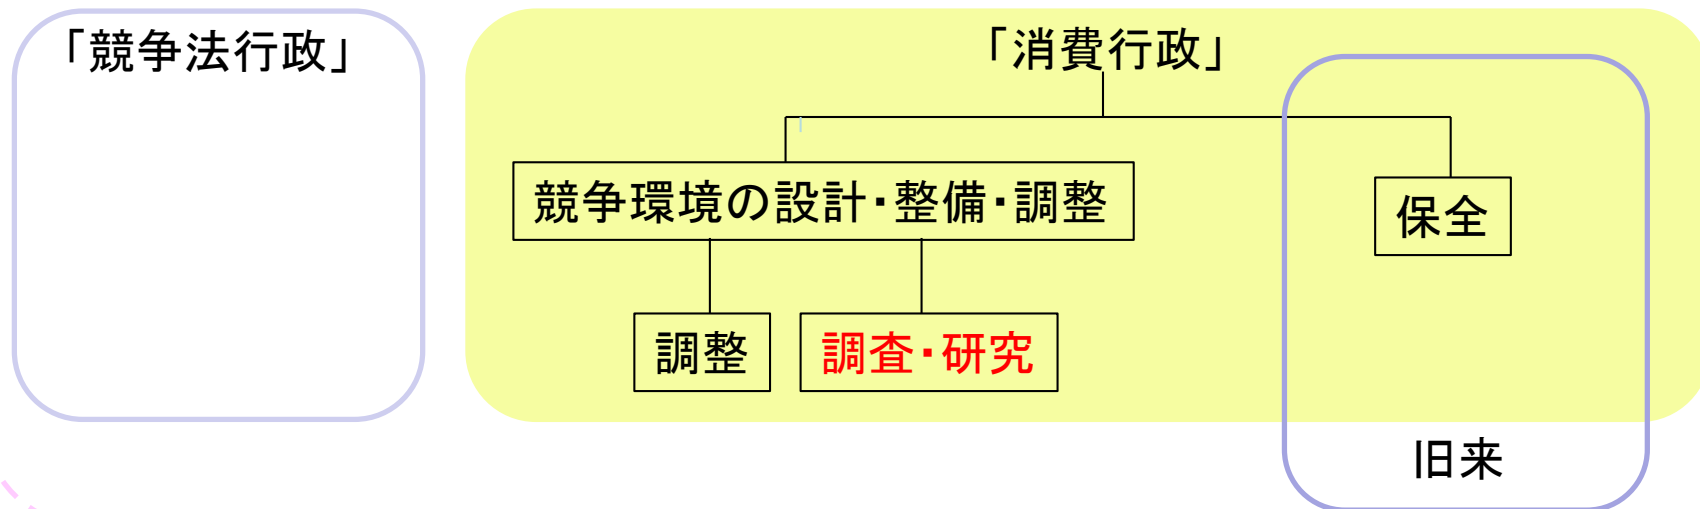 「競争法行政」
「消費行政」
競争環境の設計・整備・調整
保全
調整
調査・研究
旧来